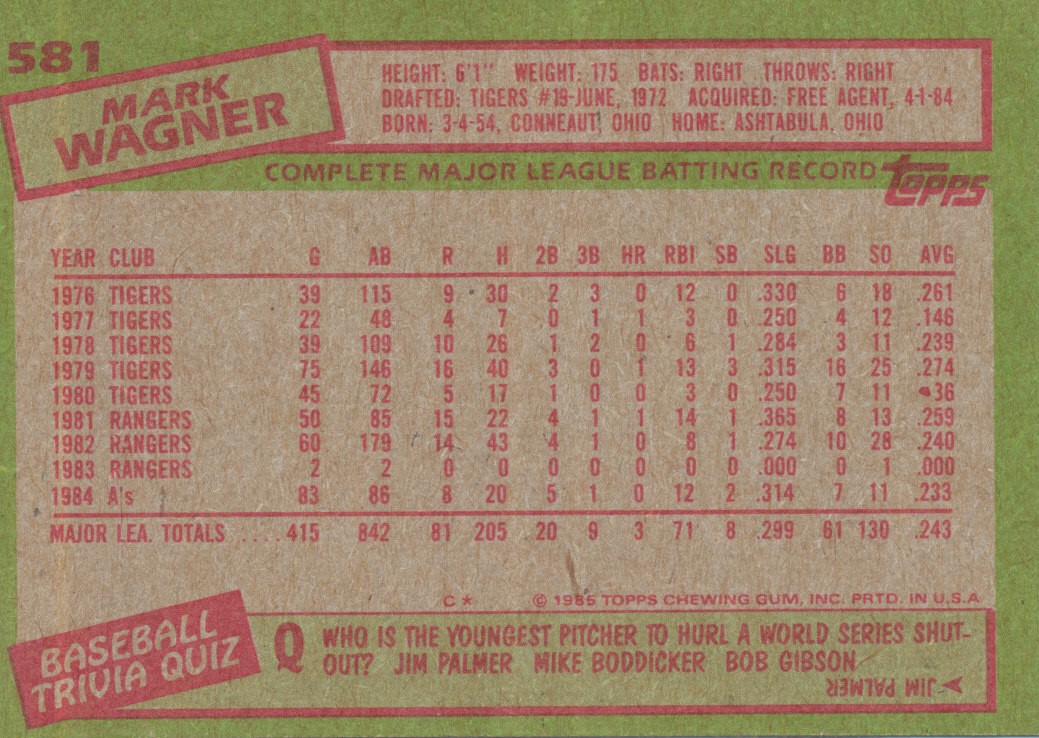 581
MARK
WAGNER
HEIGHT: 6'1" WEIGHT: 175 BATS: RIGHT THROWS: RIGHT
DRAFTED: TIGERS #19-JUNE, 1972 ACQUIRED: FREE AGENT, 4-1-84
BORN: 3-4-54, CONNEAUT, OHIO HOME: ASHTABULA, OHIO
COMPLETE MAJOR LEAGUE BATTING RECORD
TOPPS
YEAR CLUB G AB R H 2B 3B HR RBI SB SLG BB SO AVG
1976 TIGERS 39 115 9 30 2 3 0 12 0 .330 6 18 .261
1977 TIGERS 22 48 4 7 0 1 1 3 0 .250 4 12 .146
1978 TIGERS 39 109 10 26 1 2 0 6 1 .284 3 11 .239
1979 TIGERS 75 146 16 40 3 0 1 13 3 .315 16 25 .274
1980 TIGERS 45 72 5 17 1 0 0 3 0 .250 7 11 36
1981 RANGERS 50 85 15 22 4 1 1 14 1 .365 8 13 .259
1982 RANGERS 60 179 14 43 4 1 0 8 1 .274 10 28 .240
1983 RANGERS 2 2 0 0 0 0 0 0 0 .000 0 1 .000
1984 A's 83 86 8 20 5 1 0 12 2 .314 7 11 .233
MAJOR LEA. TOTALS ....415 842 81 205 20 9 3 71 8 .299 61 130 .243
C * © 1985 TOPPS CHEWING GUM, INC. PRTD. IN U.S.A.
BASEBALL
TRIVIA QUIZ
Q WHO IS THE YOUNGEST PITCHER TO HURL A WORLD SERIES SHUT-
OUT? JIM PALMER MIKE BODDICKER BOB GIBSON
JIM PALMER